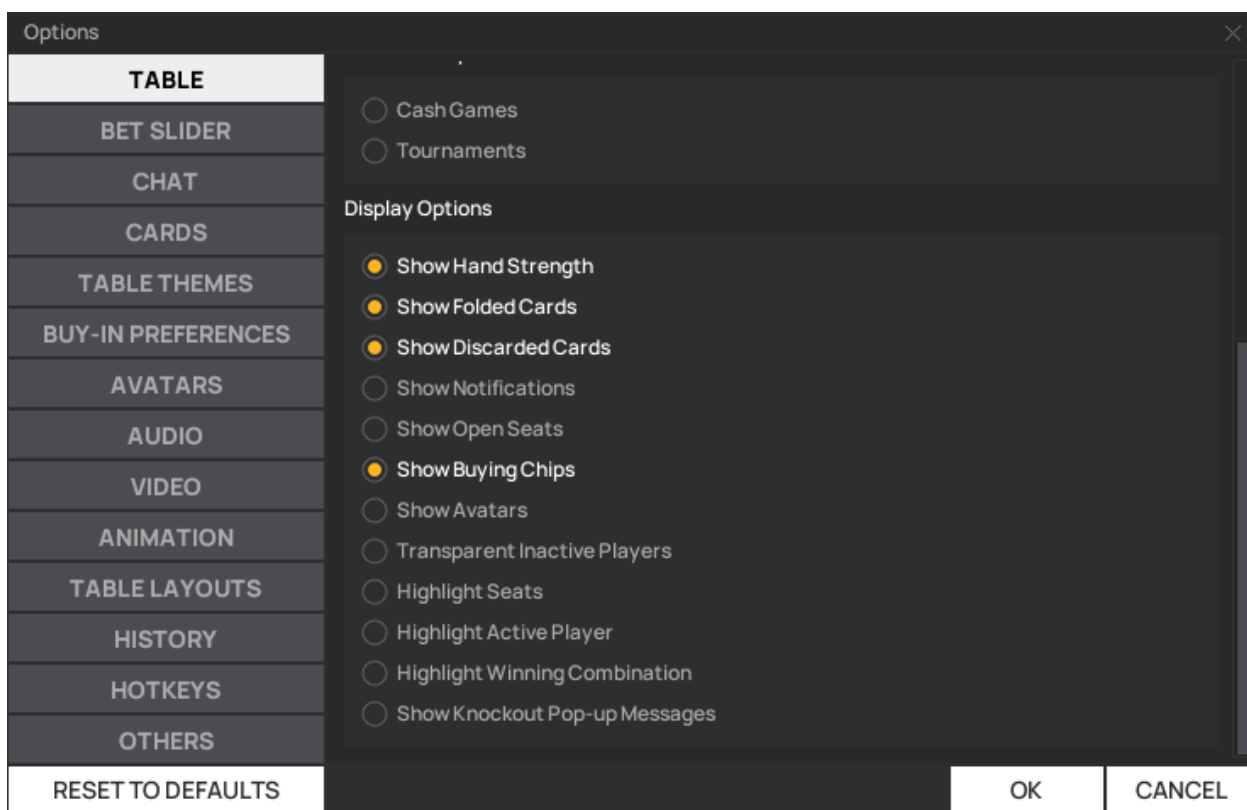 Options
TABLE
BET SLIDER
CHAT
CARDS
TABLE THEMES
BUY-IN PREFERENCES
AVATARS
AUDIO
VIDEO
ANIMATION
TABLE LAYOUTS
HISTORY
HOTKEYS
OTHERS
RESET TO DEFAULTS
Cash Games
Tournaments
Display Options
Show Hand Strength
Show Folded Cards
Show Discarded Cards
Show Notifications
Show Open Seats
Show Buying Chips
Show Avatars
Transparent Inactive Players
Highlight Seats
Highlight Active Player
Highlight Winning Combination
Show Knockout Pop-up Messages
OK
CANCEL